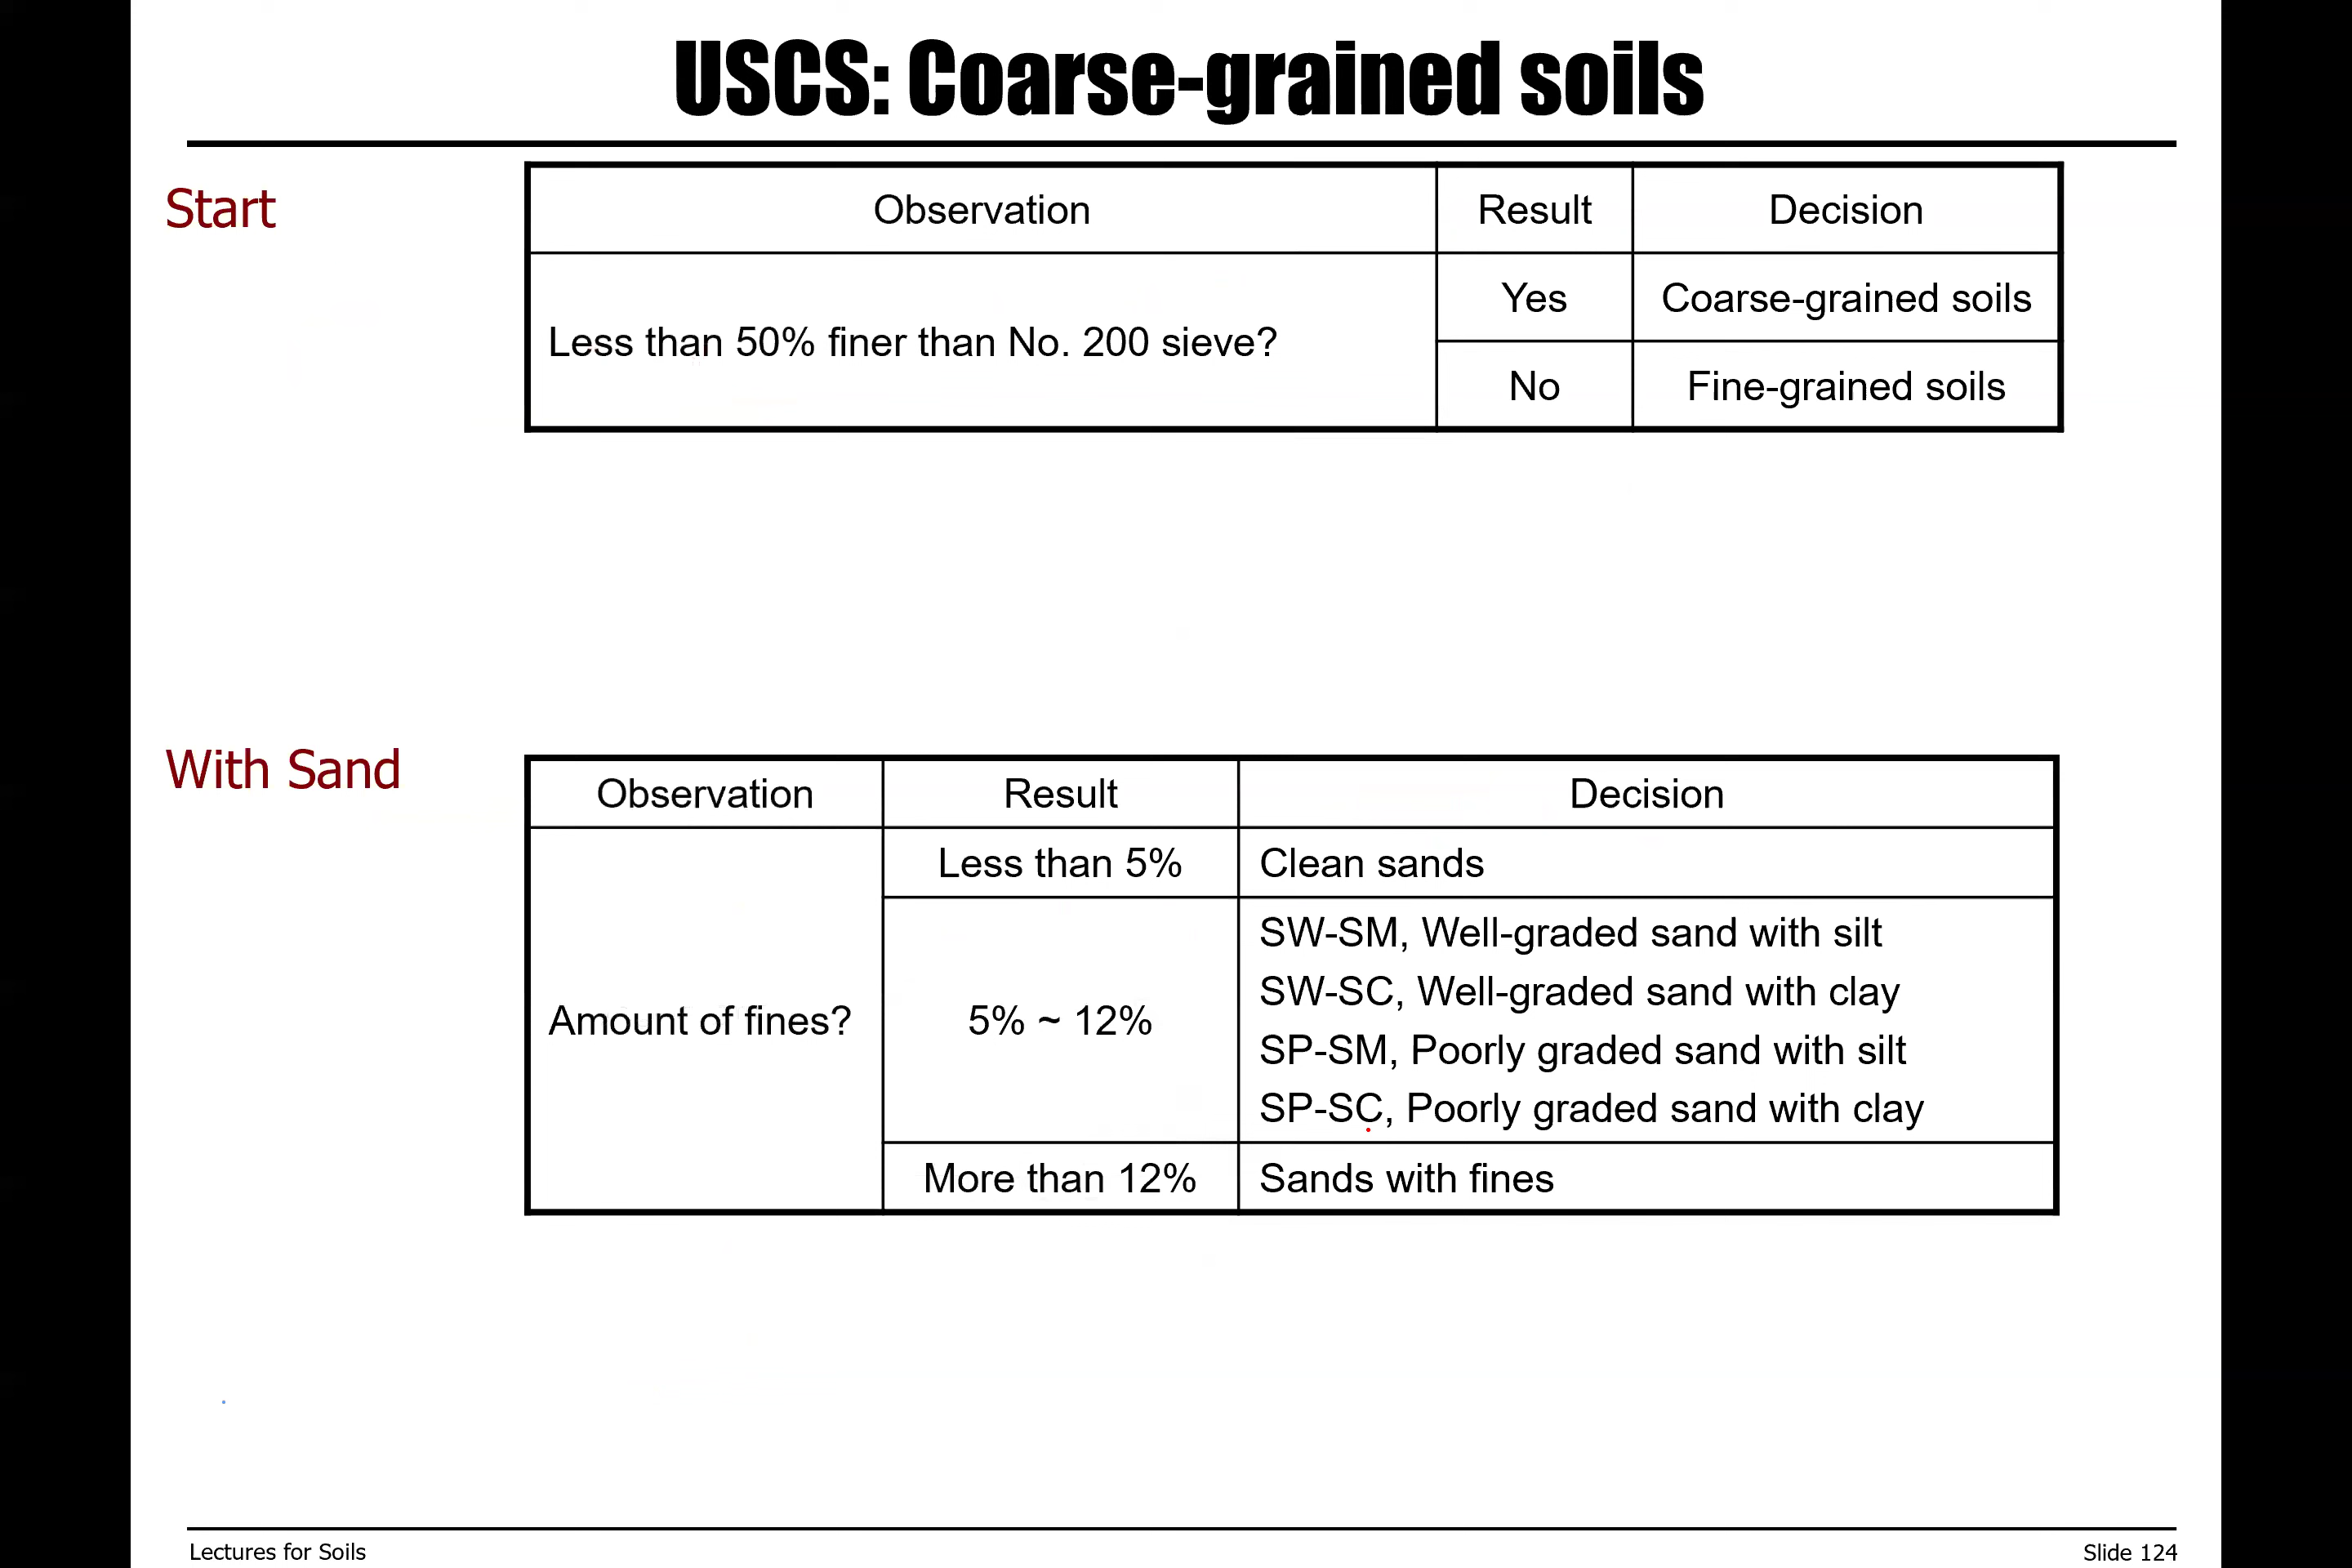 USCS: Coarse-grained soils
Start
Observation
Result
Decision
Less than 50% finer than No. 200 sieve?
Yes
Coarse-grained soils
No
Fine-grained soils
With Sand
Observation
Result
Decision
Amount of fines?
Less than 5%
Clean sands
5% ~ 12%
SW-SM, Well-graded sand with silt
SW-SC, Well-graded sand with clay
SP-SM, Poorly graded sand with silt
SP-SC, Poorly graded sand with clay
More than 12%
Sands with fines
Lectures for Soils
Slide 124